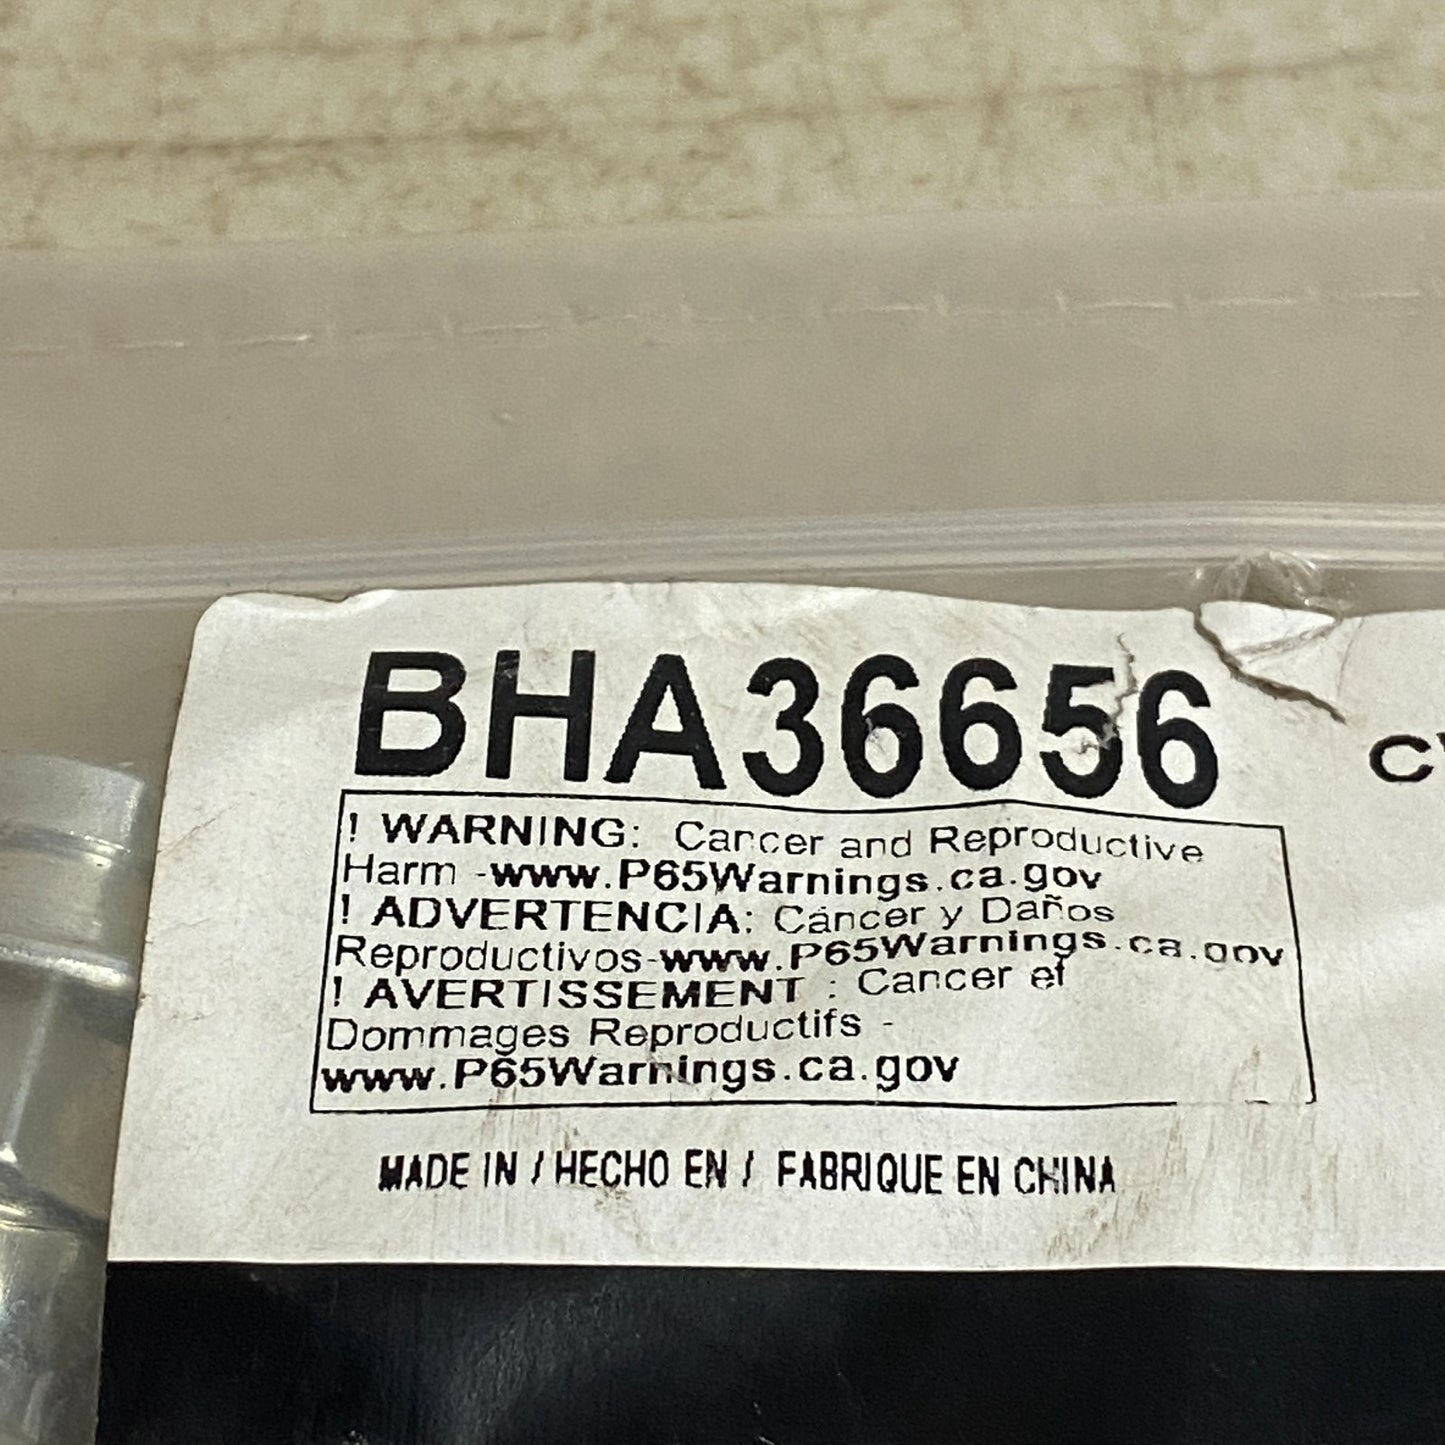 BHA36656
! WARNING: Cancer and Reproductive
Harm -www.P65Warnings.ca.gov
! ADVERTENCIA: Cáncer y Daños
Reproductivos-www.P65Warnings.ca.gov
! AVERTISSEMENT : Cancer et
Dommages Reproductifs -
www.P65Warnings.ca.gov
MADE IN / HECHO EN / FABRIQUE EN CHINA